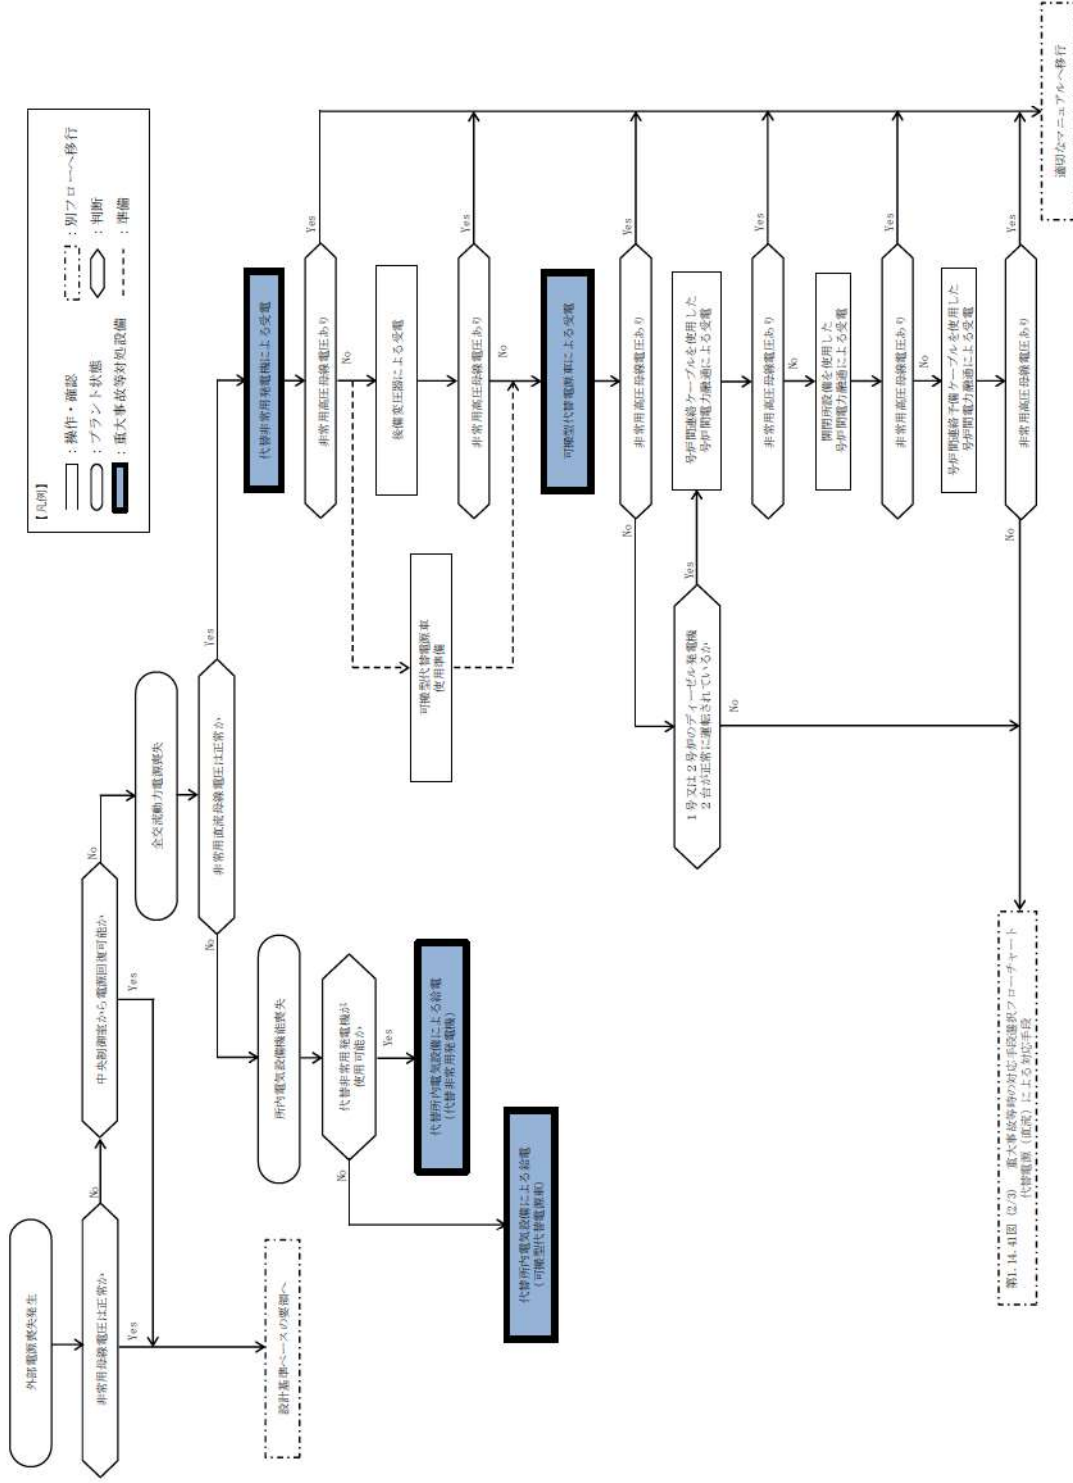 【凡例】
：操作・確認
：別フローへ移行
：プラント状態
：判断
：重大事故等対処設備
：準備
外部電源喪失発生
非常用母線電圧は正常か
No
Yes
中央制御室から電源回復可能か
No
Yes
設計基準ベースの要領へ
全交流動力電源喪失
非常用直流母線電圧は正常か
No
Yes
所内電気設備機能喪失
代替非常用発電機が
使用可能か
No
Yes
代替所内電気設備による給電
（代替非常用発電機）
代替所内電気設備による給電
（可搬型代替電源車）
代替非常用発電機による受電
非常用高圧母線電圧あり
Yes
No
後備変圧器による受電
可搬型代替電源車
使用準備
非常用高圧母線電圧あり
Yes
No
可搬型代替電源車による受電
非常用高圧母線電圧あり
Yes
No
１号又は２号炉のディーゼル発電機
２台が正常に運転されているか
Yes
No
号炉間連絡ケーブルを使用した
号炉間電力融通による受電
非常用高圧母線電圧あり
Yes
No
開閉所設備を使用した
号炉間電力融通による受電
非常用高圧母線電圧あり
Yes
No
号炉間連絡予備ケーブルを使用した
号炉間電力融通による受電
非常用高圧母線電圧あり
Yes
No
第1.14.41図（2/3）　重大事故等時の対応手段選択フローチャート
代替電源（直流）による対応手段
適切なマニュアルへ移行